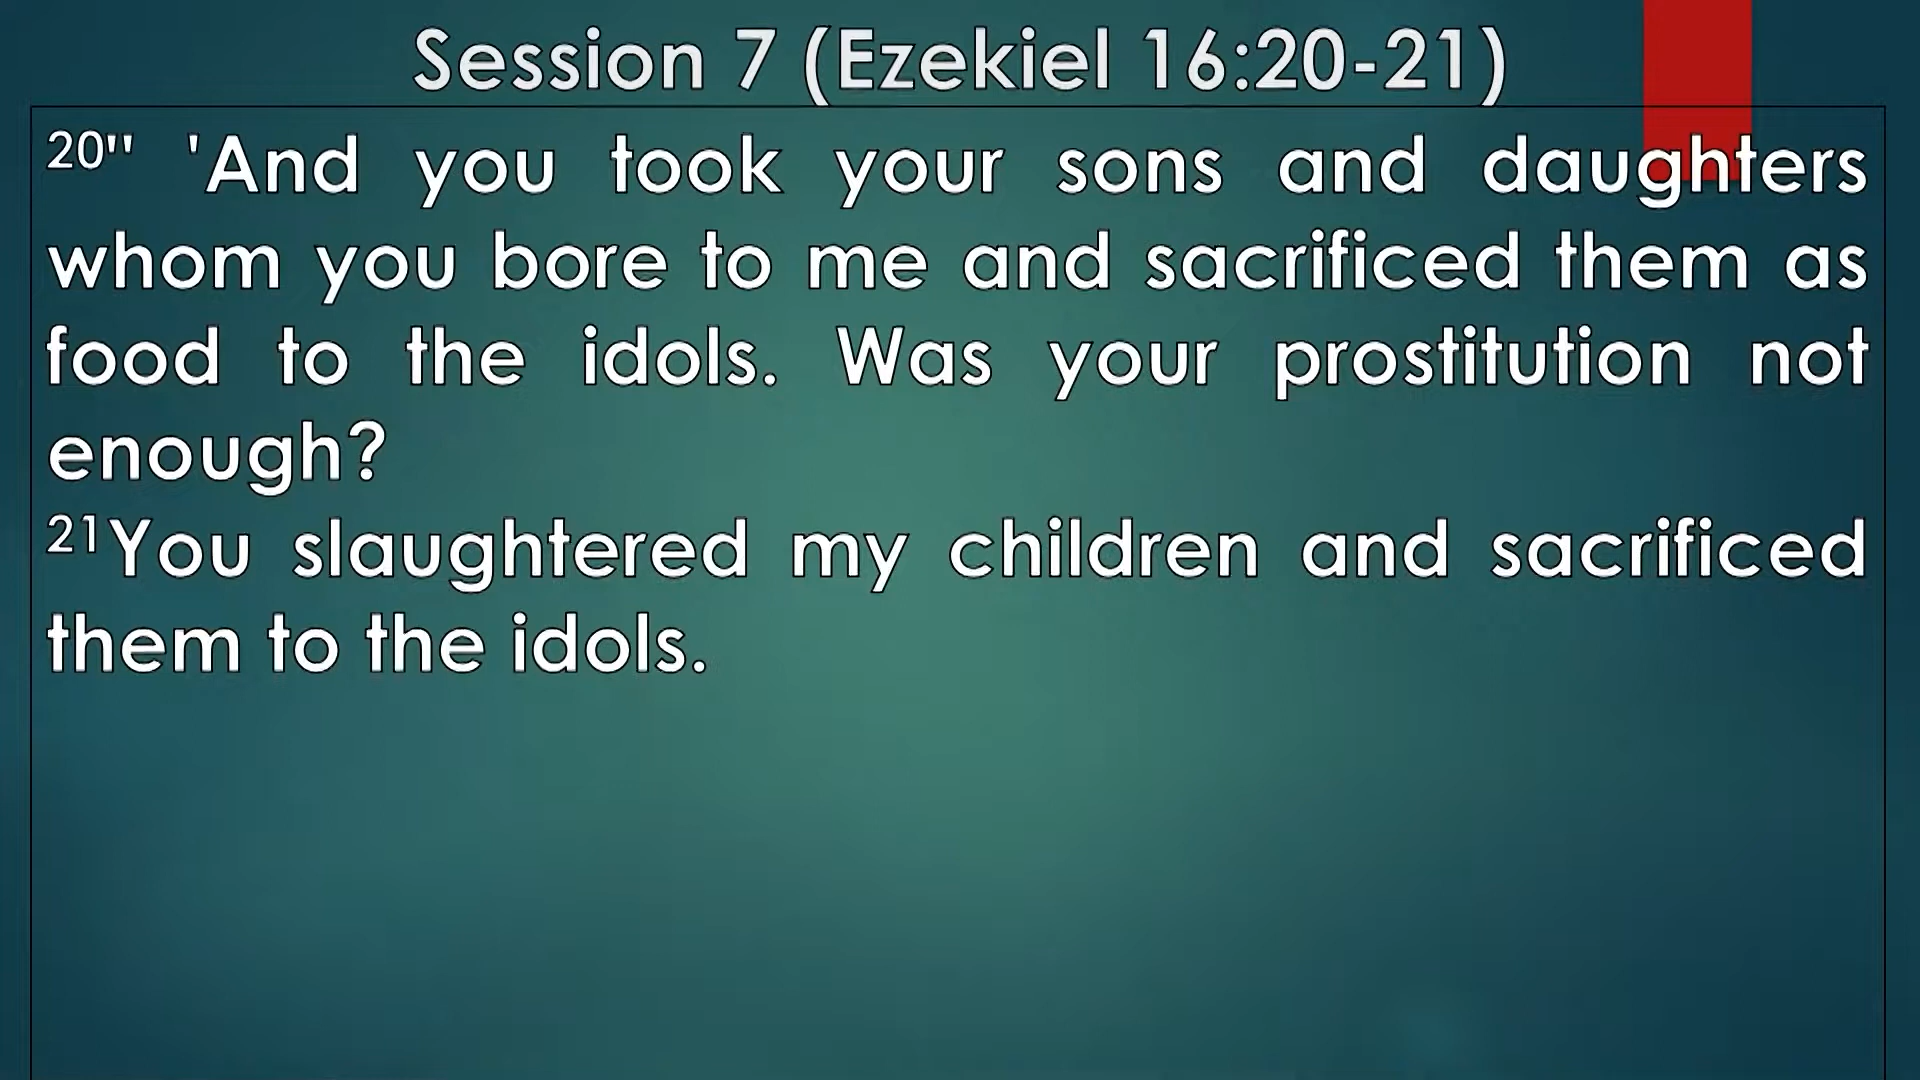 Session 7 (Ezekiel 16:20-21)
20" 'And you took your sons and daughters
whom you bore to me and sacrificed them as
food to the idols. Was your prostitution not
enough?
21You slaughtered my children and sacrificed
them to the idols.